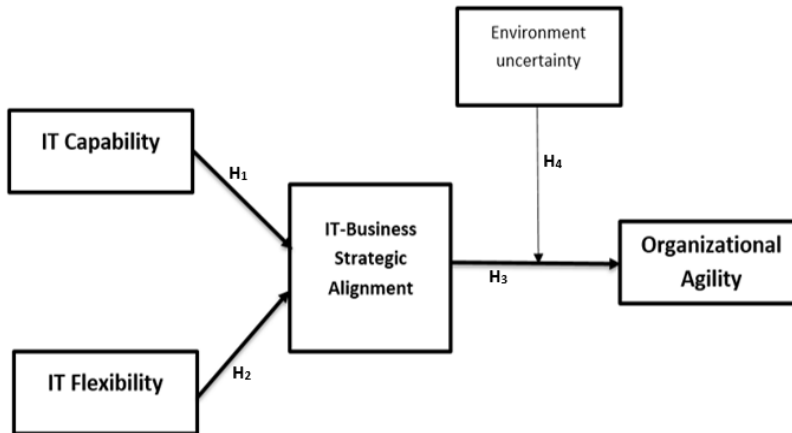 Environment
uncertainty
IT Capability
H1
H4
IT-Business
Strategic
Alignment
Organizational
Agility
H3
IT Flexibility
H2